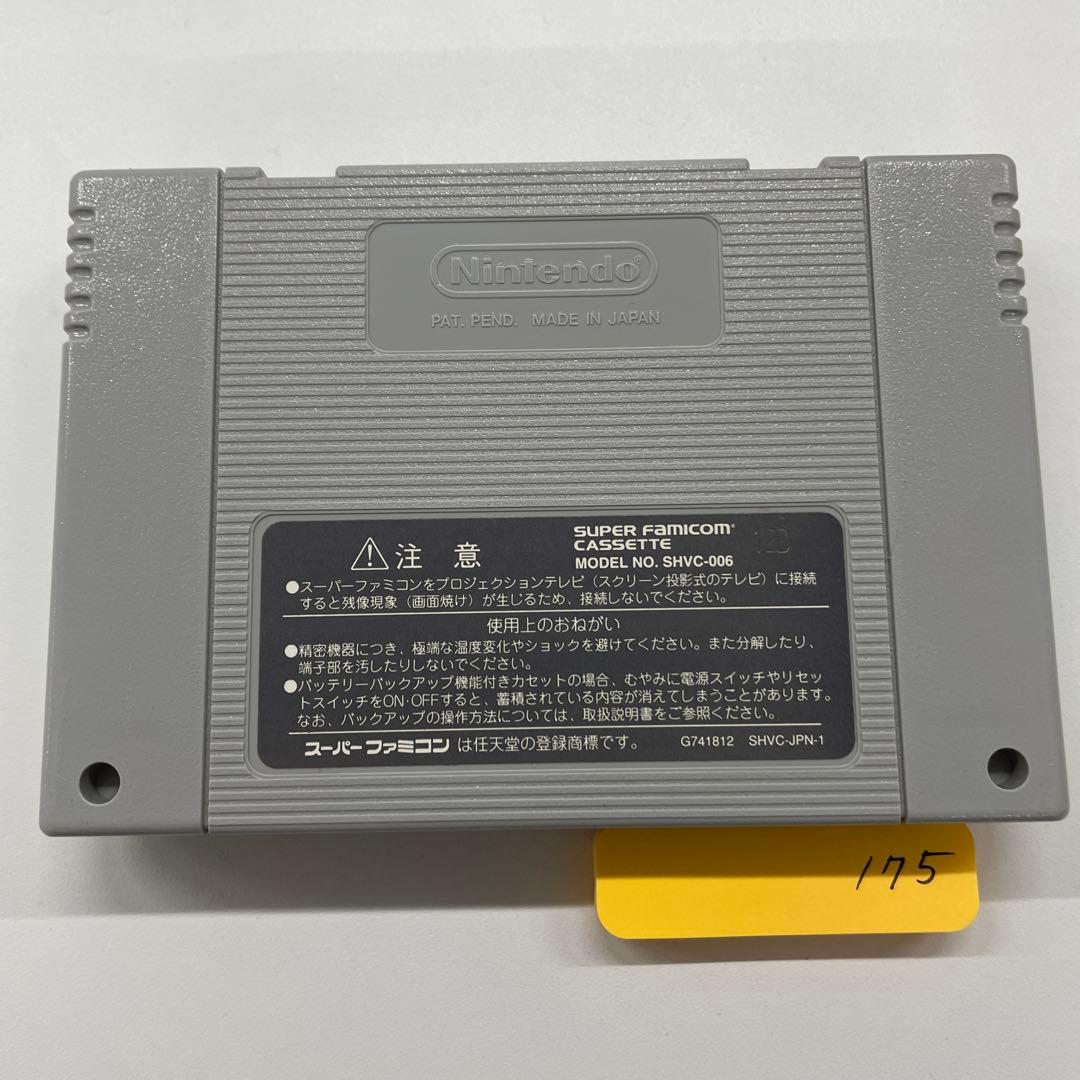 Nintendo®
PAT. PEND. MADE IN JAPAN
注意
SUPER FAMICOM®
CASSETTE
MODEL NO. SHVC-006
●スーパーファミコンをプロジェクションテレビ（スクリーン投影式のテレビ）に接続
すると残像現象（画面焼け）が生じるため、接続しないでください。
使用上のおねがい
●精密機器につき、極端な温度変化やショックを避けてください。また分解したり、
端子部を汚したりしないでください。
●バッテリーバックアップ機能付きカセットの場合、むやみに電源スイッチやリセッ
トスイッチをON・OFFすると、蓄積されている内容が消えてしまうことがあります。
なお、バックアップの操作方法については、取扱説明書をご参照ください。
スーパーファミコンは任天堂の登録商標です。 G741812 SHVC-JPN-1
175